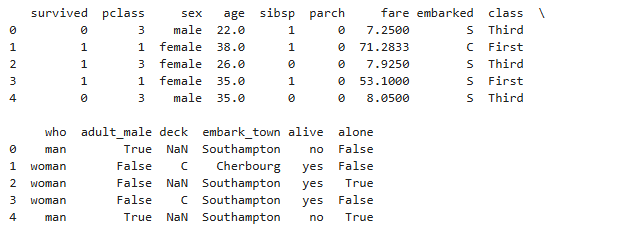 survived pclass sex age sibsp parch fare embarked class \
0 0 3 male 22.0 1 0 7.2500 S Third
1 1 1 female 38.0 1 0 71.2833 C First
2 1 3 female 26.0 0 0 7.9250 S Third
3 1 1 female 35.0 1 0 53.1000 S First
4 0 3 male 35.0 0 0 8.0500 S Third
who adult_male deck embark_town alive alone
0 man True NaN Southampton no False
1 woman False C Cherbourg yes False
2 woman False NaN Southampton yes True
3 woman False C Southampton yes False
4 man True NaN Southampton no True